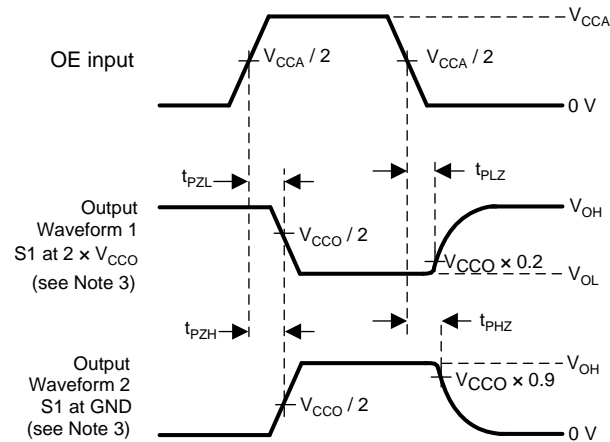 V_CCA
OE input
V_CCA / 2
V_CCA / 2
0 V
t_PZL
t_PLZ
Output
Waveform 1
S1 at 2 × V_CCO
(see Note 3)
V_OH
V_CCO / 2
V_CCO × 0.2
V_OL
t_PZH
t_PHZ
Output
Waveform 2
S1 at GND
(see Note 3)
V_OH
V_CCO × 0.9
V_CCO / 2
0 V